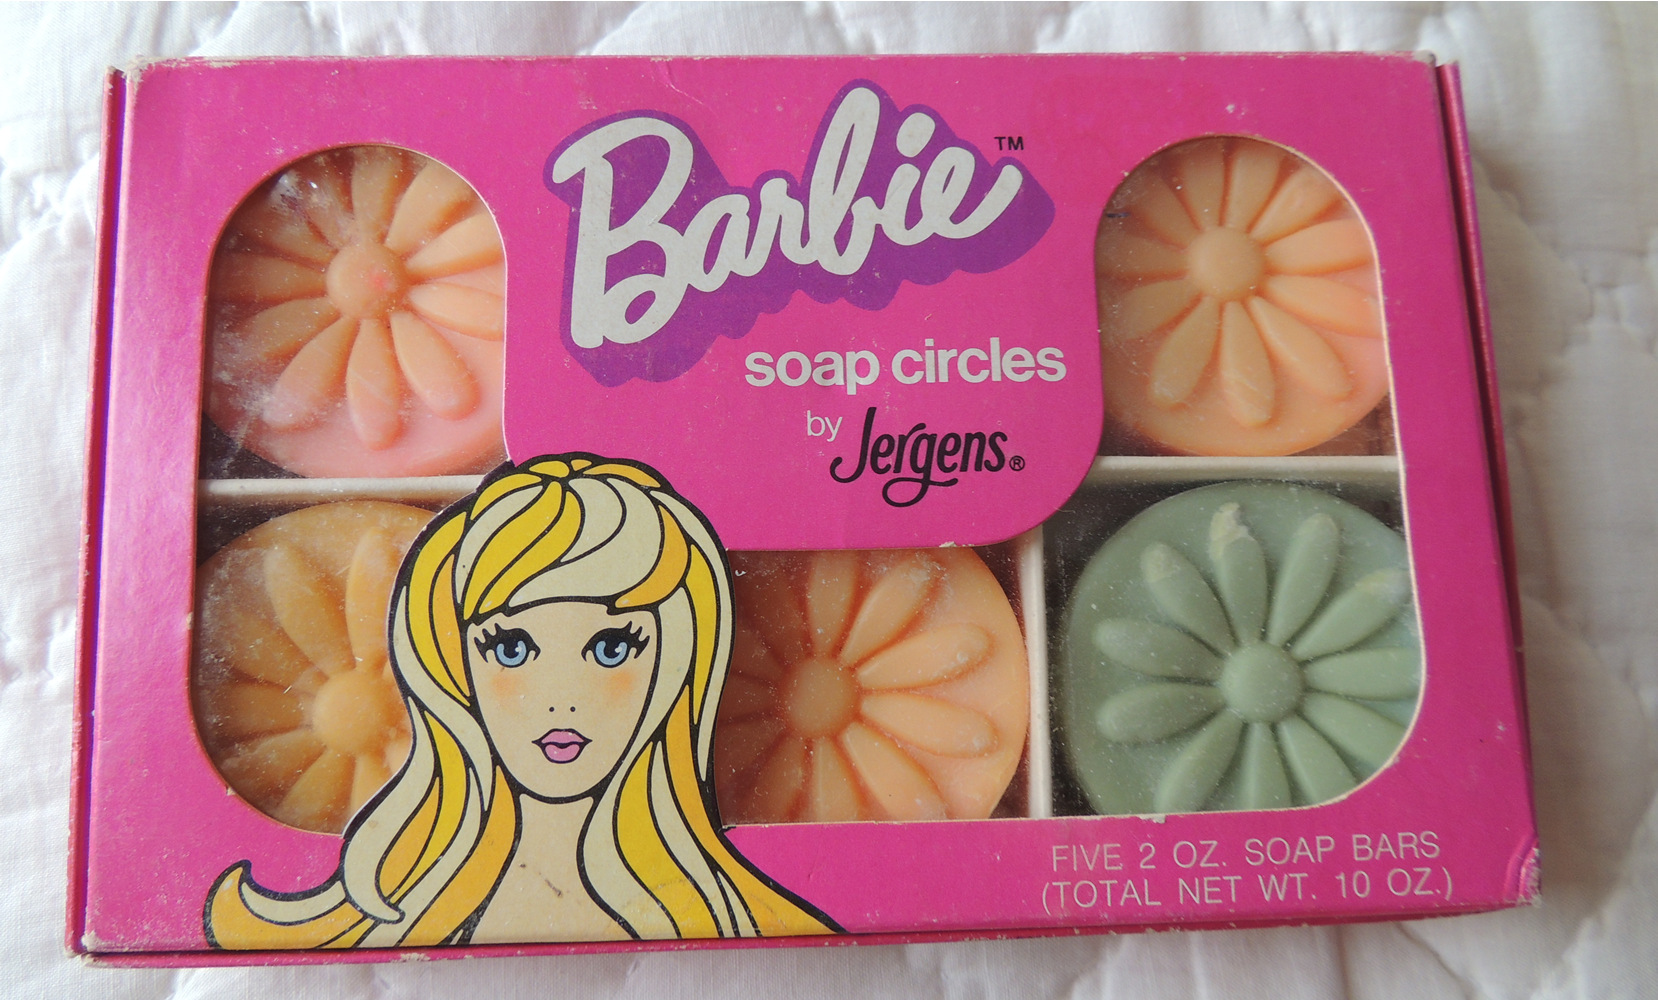 Barbie™
soap circles
by Jergens®
FIVE 2 OZ. SOAP BARS
(TOTAL NET WT. 10 OZ.)